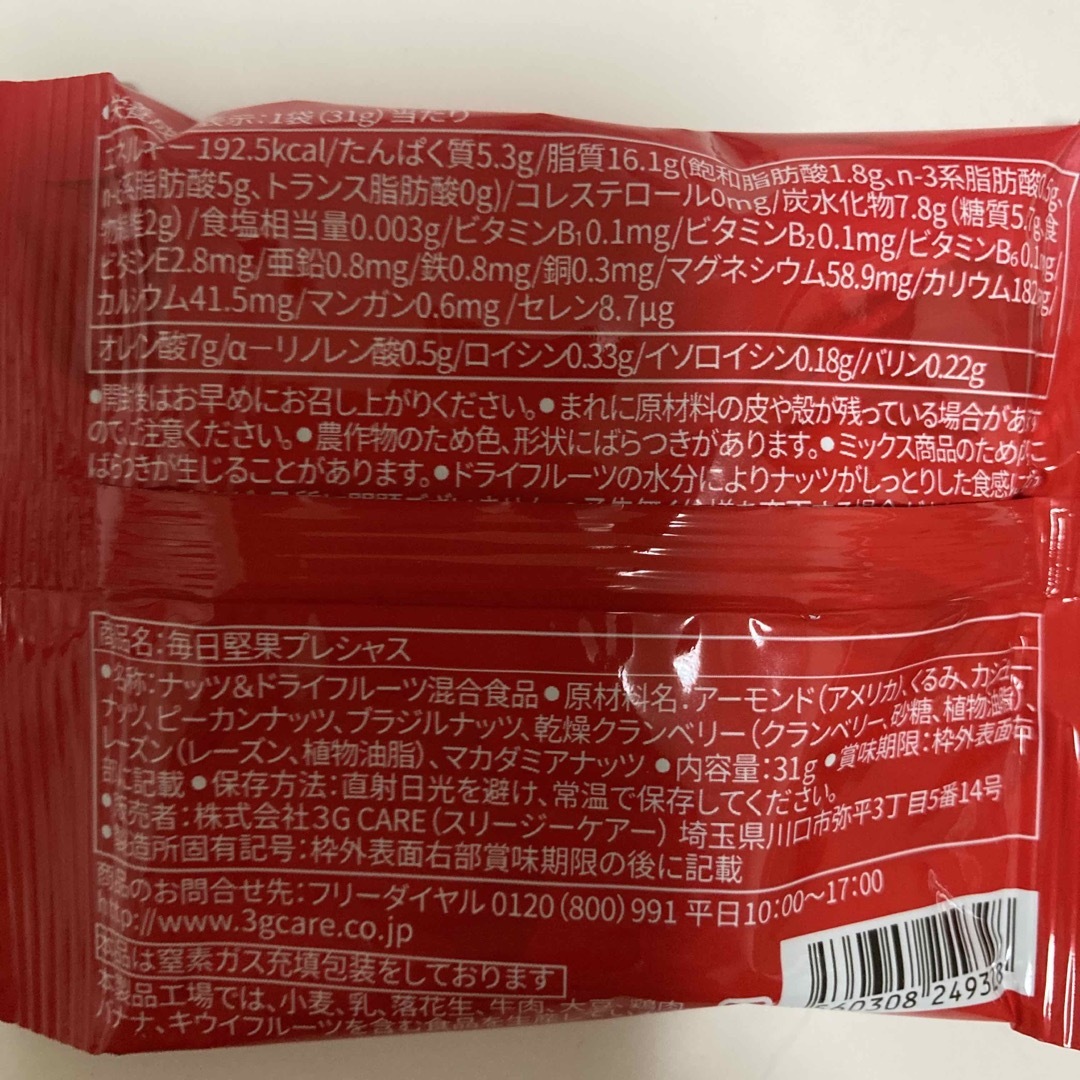 表示：1袋(31g)当たり
エネルギー192.5kcal/たんぱく質5.3g/脂質16.1g(飽和脂肪酸1.8g、n-3系脂肪酸0.5g、
n-6系脂肪酸5g、トランス脂肪酸0g)/コレステロール0mg/炭水化物7.8g(糖質5.7g、食
物繊維2g)/食塩相当量0.003g/ビタミンB₁0.1mg/ビタミンB₂0.1mg/ビタミンB₆0.1mg/
ビタミンE2.8mg/亜鉛0.8mg/鉄0.8mg/銅0.3mg/マグネシウム58.9mg/カリウム182mg/
カルシウム41.5mg/マンガン0.6mg/セレン8.7μg
オレイン酸7g/α-リノレン酸0.5g/ロイシン0.33g/イソロイシン0.18g/バリン0.22g
●開封後はお早めにお召し上がりください。●まれに原材料の皮や殻が残っている場合があります
のでご注意ください。●農作物のため色、形状にばらつきがあります。●ミックス商品のため
ばらつきが生じることがあります。●ドライフルーツの水分によりナッツがしっとりした食感に
商品名：毎日堅果プレシャス
●名称：ナッツ&ドライフルーツ混合食品●原材料名：アーモンド(アメリカ)、くるみ、カシュー
ナッツ、ピーカンナッツ、ブラジルナッツ、乾燥クランベリー(クランベリー、砂糖、植物油脂)、
レーズン(レーズン、植物油脂)、マカダミアナッツ●内容量：31g●賞味期限：枠外表面右
部に記載●保存方法：直射日光を避け、常温で保存してください。
●販売者：株式会社3G CARE(スリージーケアー) 埼玉県川口市弥平3丁目5番14号
●製造所固有記号：枠外表面右部賞味期限の後に記載
商品のお問合せ先：フリーダイヤル 0120(800)991 平日10:00～17:00
http://www.3gcare.co.jp
本品は窒素ガス充填包装をしております
本製品工場では、小麦、乳、落花生、牛肉、大豆、鶏肉、
バナナ、キウイフルーツを含む食品を
560308 249308